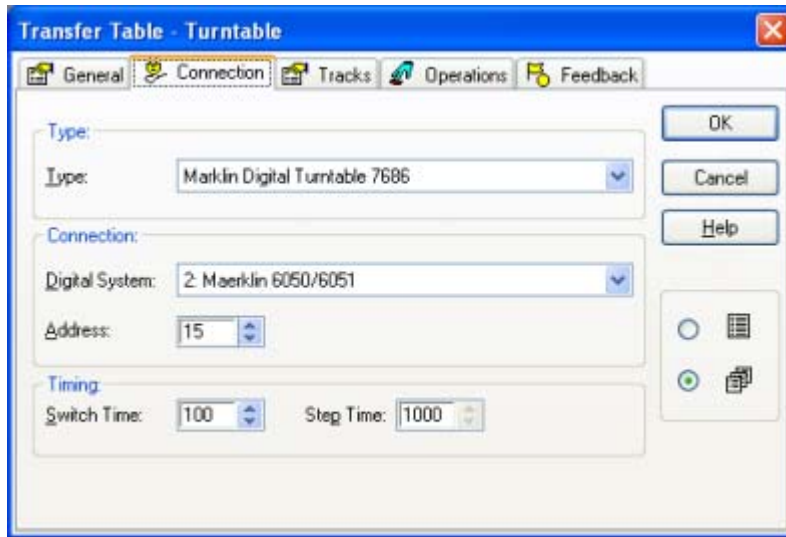 Transfer Table - Turntable
General Connection Tracks Operations Feedback
Type:
Type: Marklin Digital Turntable 7686
Connection:
Digital System: 2: Maerklin 6050/6051
Address: 15
Timing:
Switch Time: 100 Step Time: 1000
OK
Cancel
Help